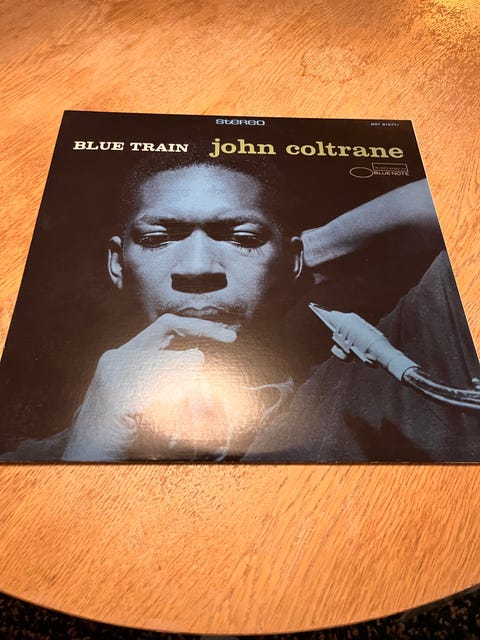 STEREO
BLUE TRAIN john coltrane
BLUE NOTE